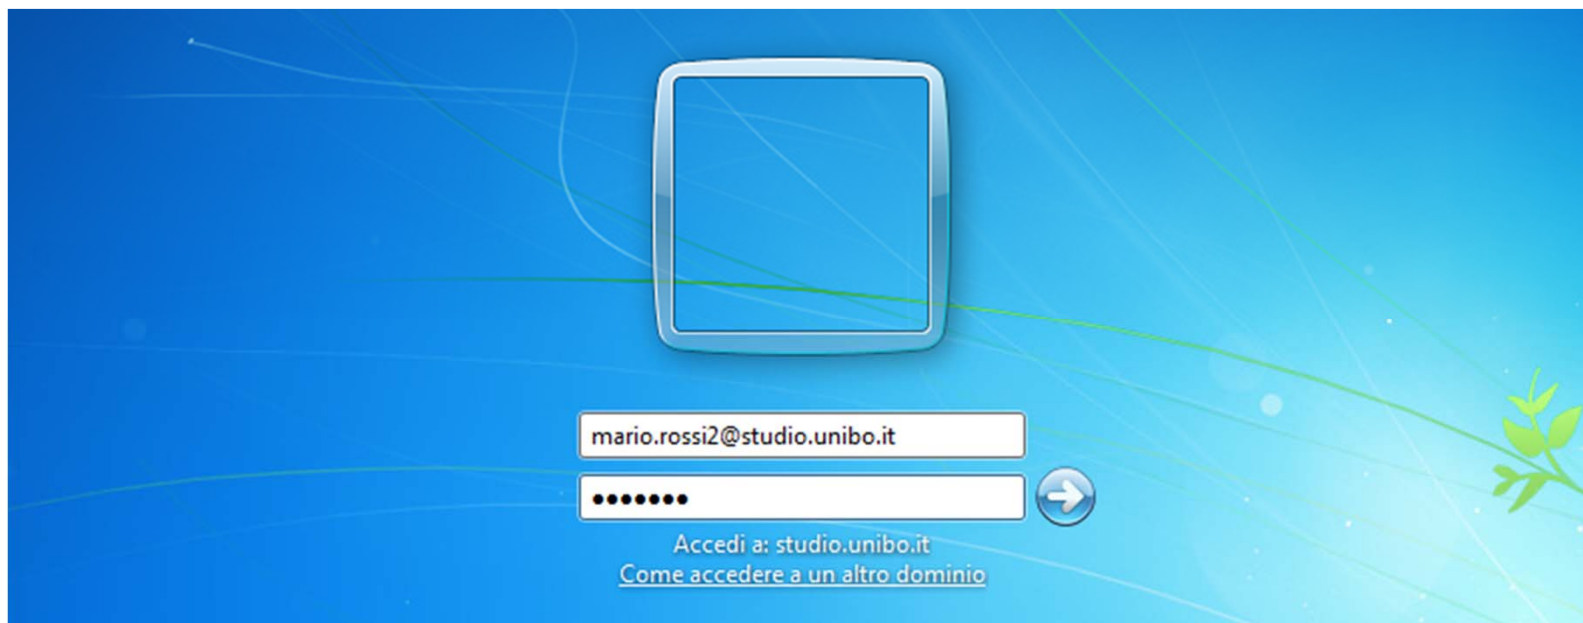 mario.rossi2@studio.unibo.it
•••••••
Accedi a: studio.unibo.it
Come accedere a un altro dominio